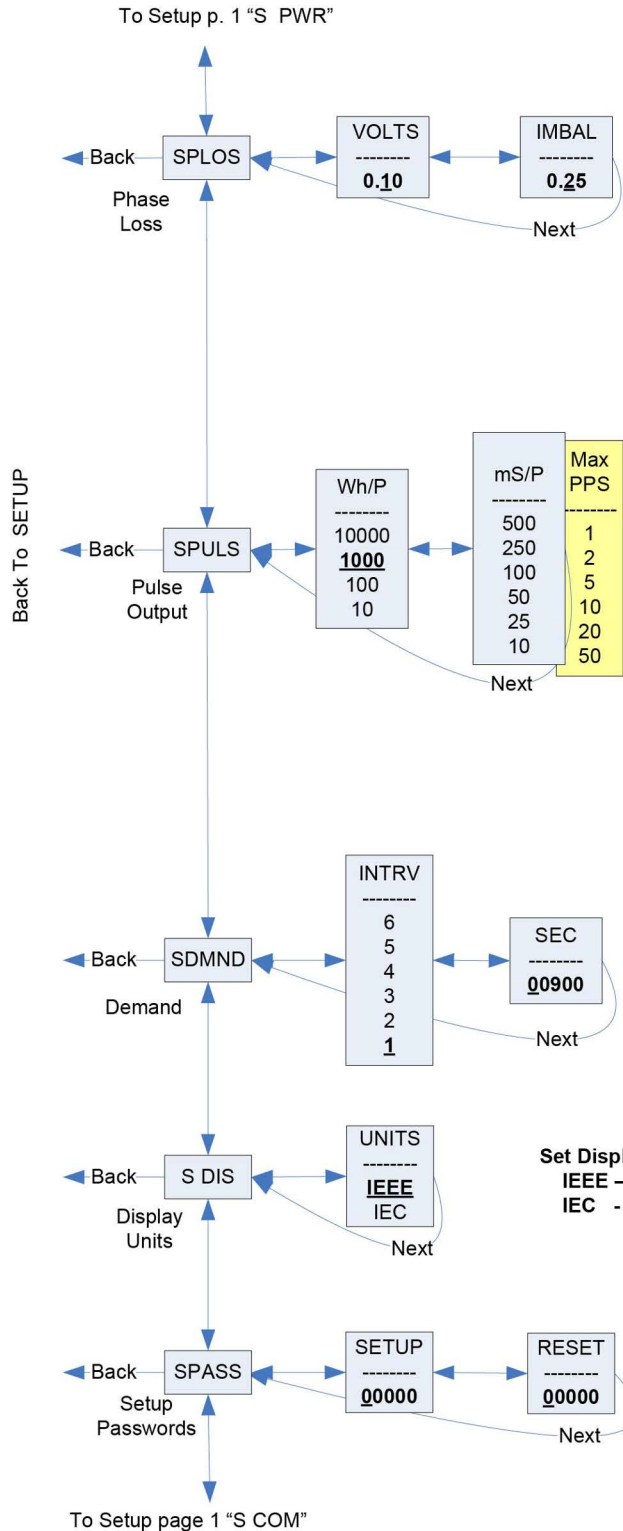 To Setup p. 1 “S PWR”
Back To SETUP
Back
SPLOS
Phase
Loss
VOLTS
--------
0.10
IMBAL
--------
0.25
Next
Back
SPULS
Pulse
Output
Wh/P
--------
10000
1000
100
10
mS/P
--------
500
250
100
50
25
10
Max
PPS
--------
1
2
5
10
20
50
Next
Back
SDMND
Demand
INTRV
--------
6
5
4
3
2
1
SEC
--------
00900
Next
Back
S DIS
Display
Units
UNITS
--------
IEEE
IEC
Next
Set Displ
IEEE –
IEC -
Back
SPASS
Setup
Passwords
SETUP
--------
00000
RESET
--------
00000
Next
To Setup page 1 “S COM”